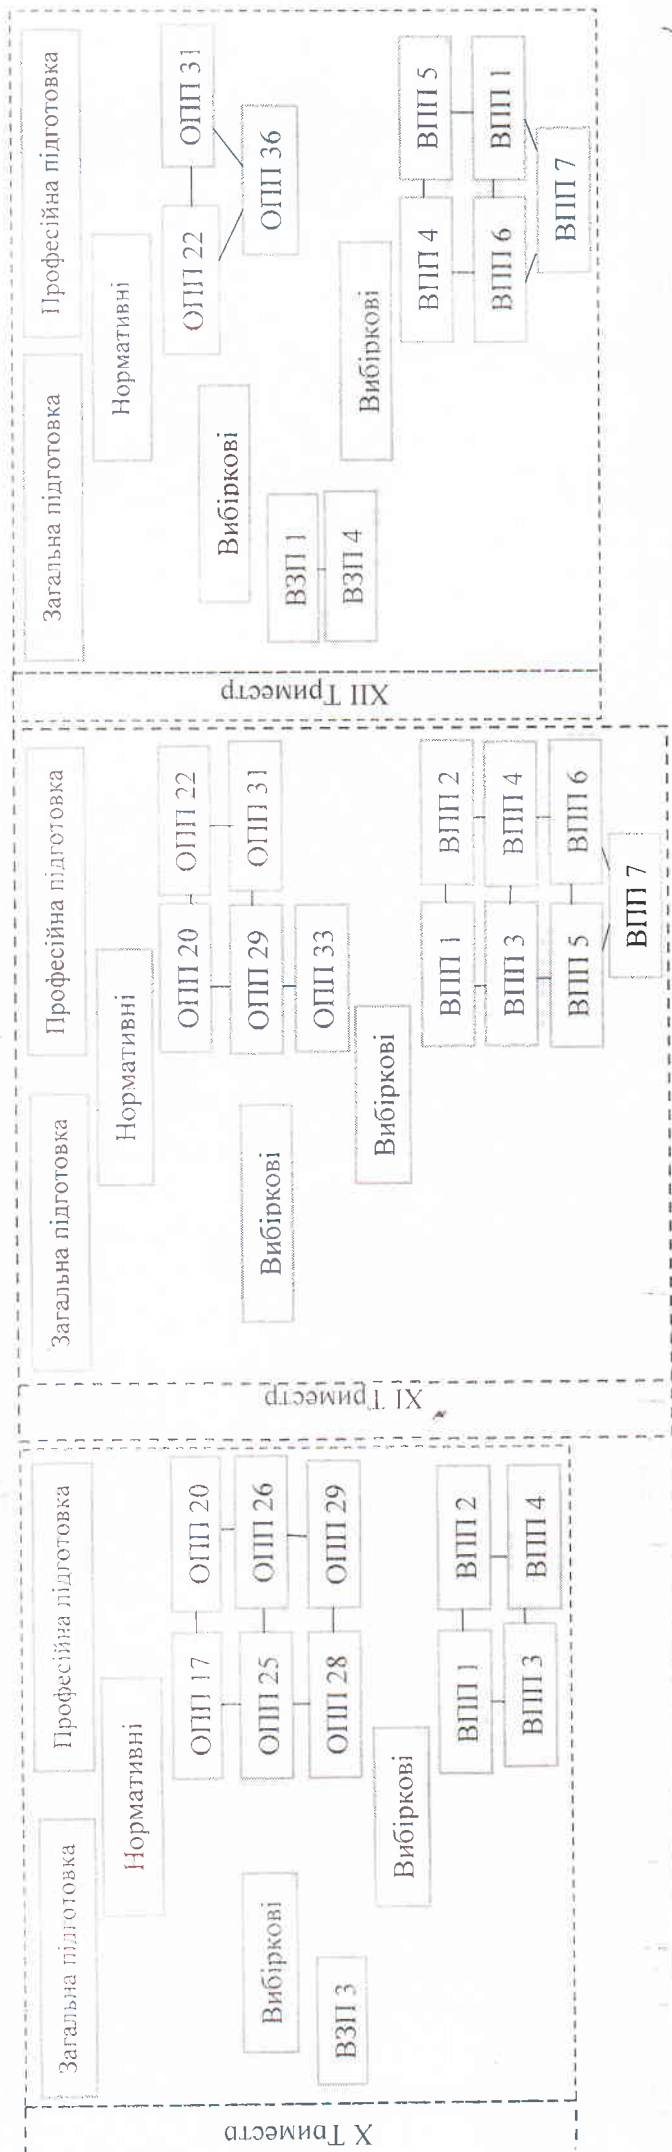 X Триместр
Загальна підготовка
Професійна підготовка
Нормативні
ОПП 17
ОПП 20
ОПП 25
ОПП 26
ОПП 28
ОПП 29
Вибіркові
ВЗП 3
Вибіркові
ВПП 1
ВПП 2
ВПП 3
ВПП 4
XI Триместр
Загальна підготовка
Професійна підготовка
Нормативні
ОПП 20
ОПП 22
ОПП 29
ОПП 31
ОПП 33
Вибіркові
Вибіркові
ВПП 1
ВПП 2
ВПП 3
ВПП 4
ВПП 5
ВПП 6
ВПП 7
XII Триместр
Загальна підготовка
Професійна підготовка
Нормативні
ОПП 22
ОПП 31
ОПП 36
Вибіркові
ВЗП 1
ВЗП 4
Вибіркові
ВПП 4
ВПП 5
ВПП 6
ВПП 1
ВПП 7